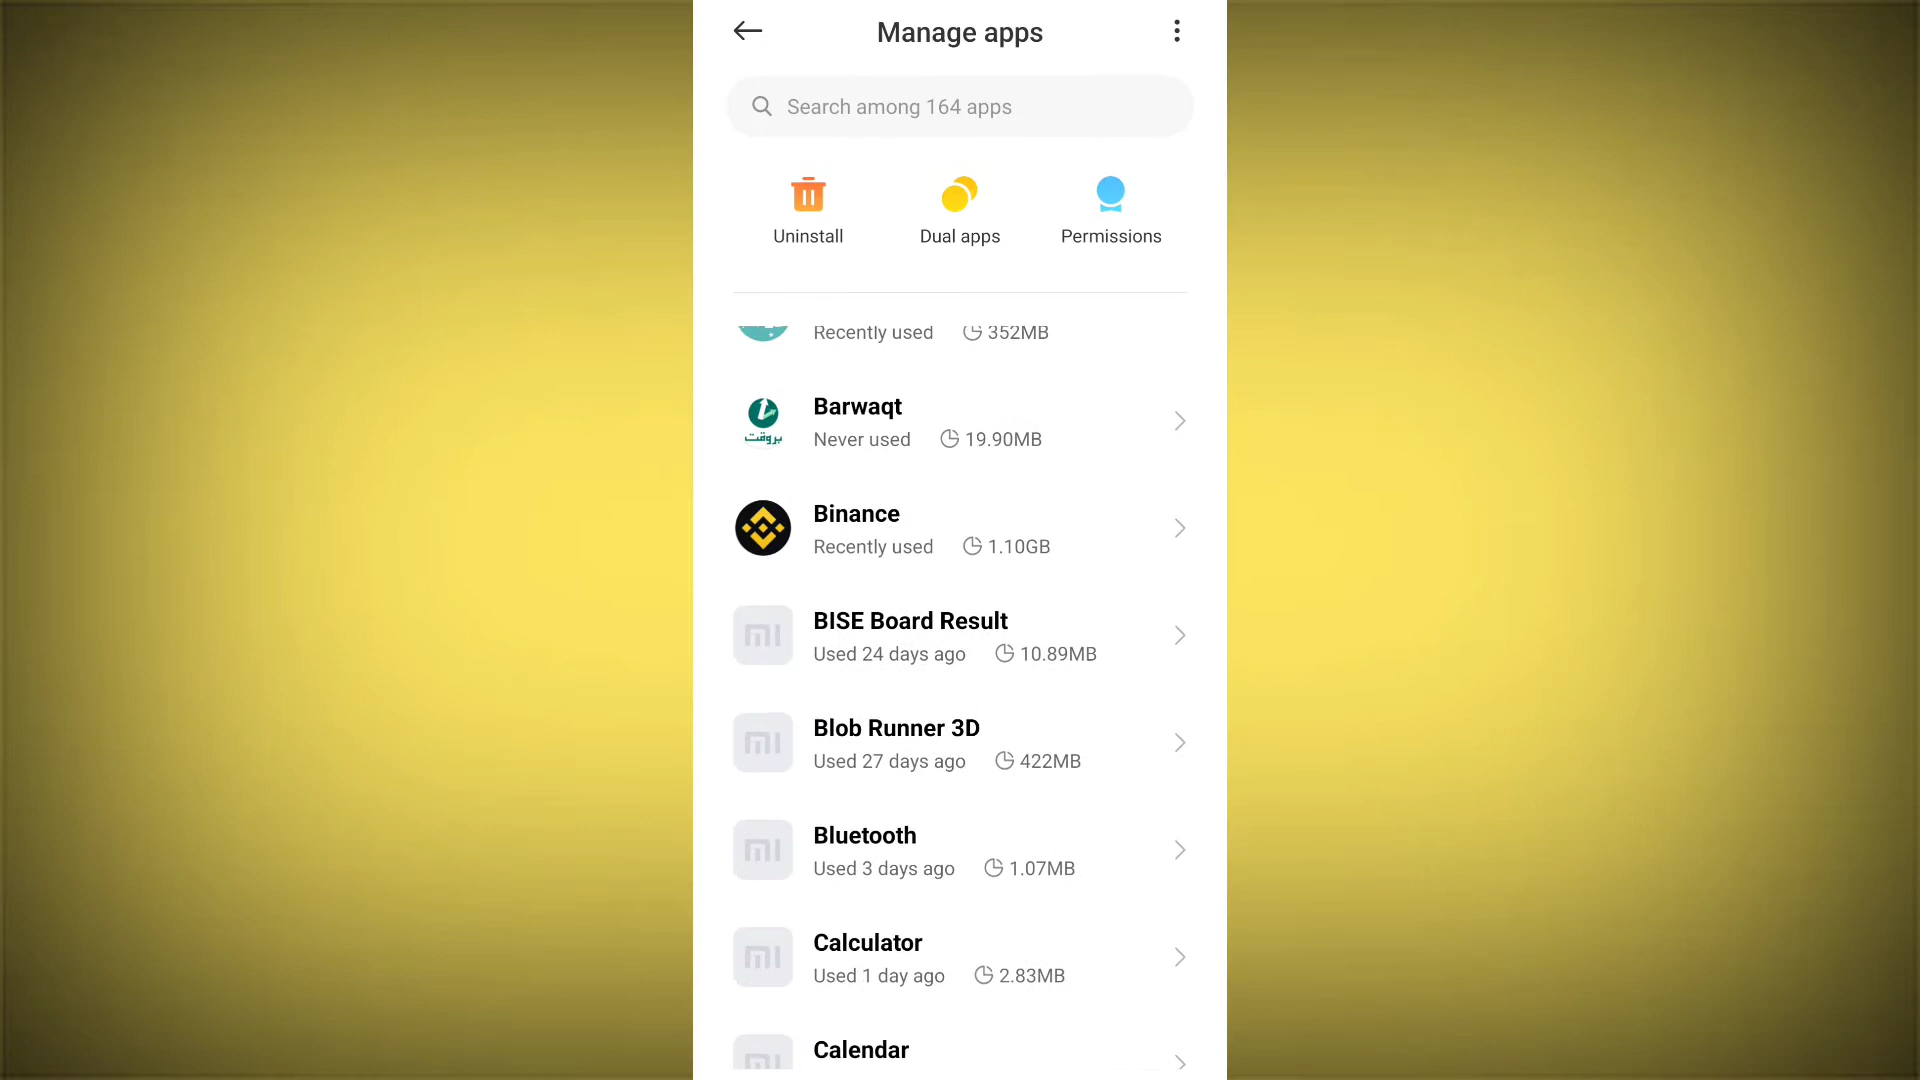 Manage apps
Search among 164 apps
Uninstall
Dual apps
Permissions
Recently used 352MB
Barwaqt
بروقت
Never used 19.90MB
Binance
Recently used 1.10GB
BISE Board Result
Used 24 days ago 10.89MB
Blob Runner 3D
Used 27 days ago 422MB
Bluetooth
Used 3 days ago 1.07MB
Calculator
Used 1 day ago 2.83MB
Calendar